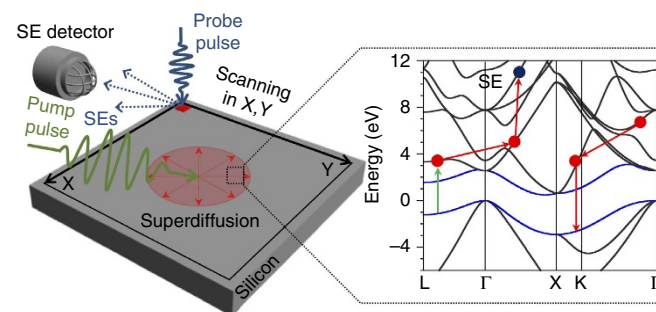 SE detector
Probe
pulse
Scanning
in X,Y
SEs
Pump
pulse
X
Y
Superdiffusion
Silicon
Energy (eV)
12
8
4
0
−4
SE
L
Γ
X
K
Γ